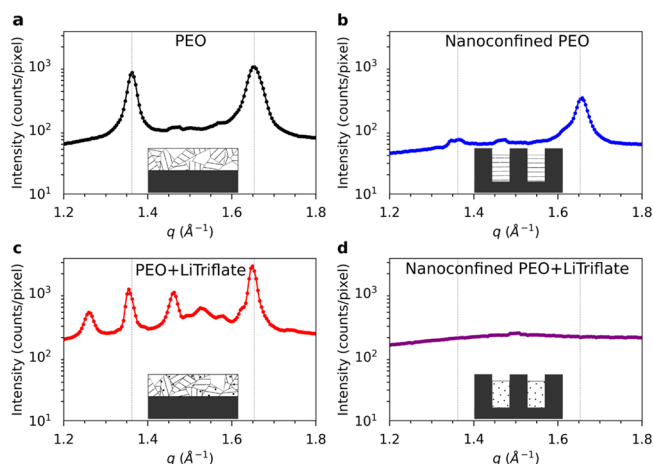 a
PEO
10³
10²
10¹
Intensity (counts/pixel)
1.2 1.4 1.6 1.8
q (Å⁻¹)
b
Nanoconfined PEO
10³
10²
10¹
Intensity (counts/pixel)
1.2 1.4 1.6 1.8
q (Å⁻¹)
c
PEO+LiTriflate
10³
10²
10¹
Intensity (counts/pixel)
1.2 1.4 1.6 1.8
q (Å⁻¹)
d
Nanoconfined PEO+LiTriflate
10³
10²
10¹
Intensity (counts/pixel)
1.2 1.4 1.6 1.8
q (Å⁻¹)